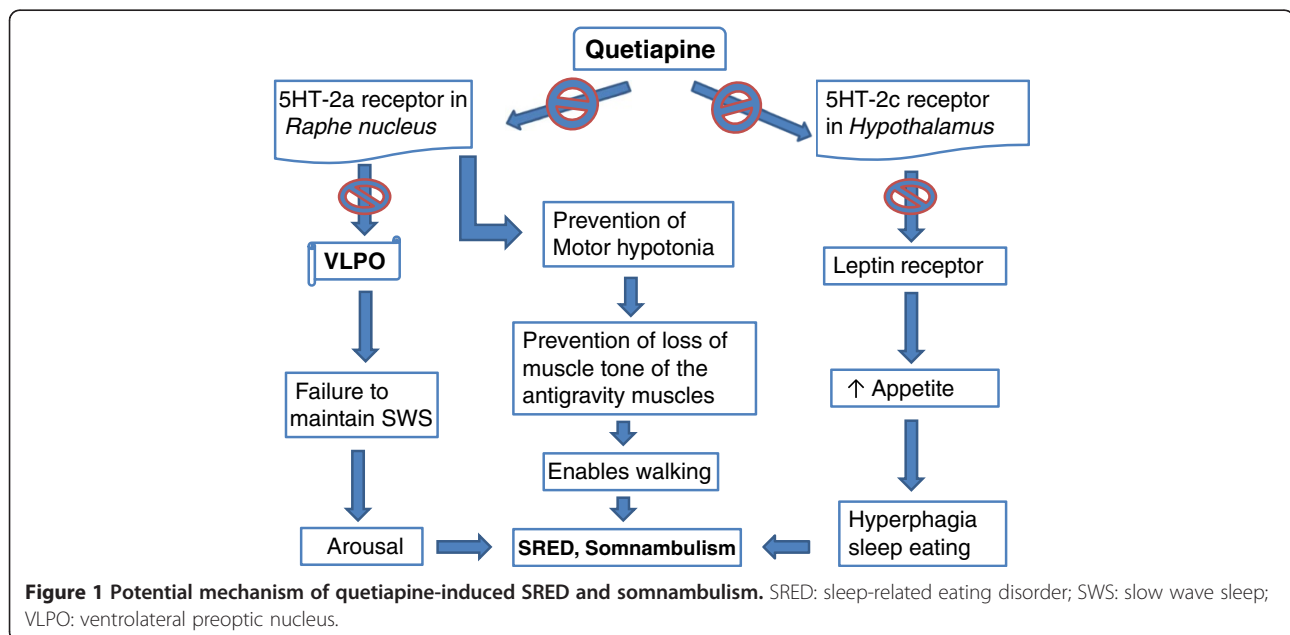 Quetiapine
5HT-2a receptor in
Raphe nucleus
5HT-2c receptor
in Hypothalamus
VLPO
Prevention of
Motor hypotonia
Leptin receptor
Failure to
maintain SWS
Prevention of loss of
muscle tone of the
antigravity muscles
↑ Appetite
Enables walking
Arousal
SRED, Somnambulism
Hyperphagia
sleep eating
Figure 1 Potential mechanism of quetiapine-induced SRED and somnambulism. SRED: sleep-related eating disorder; SWS: slow wave sleep;
VLPO: ventrolateral preoptic nucleus.